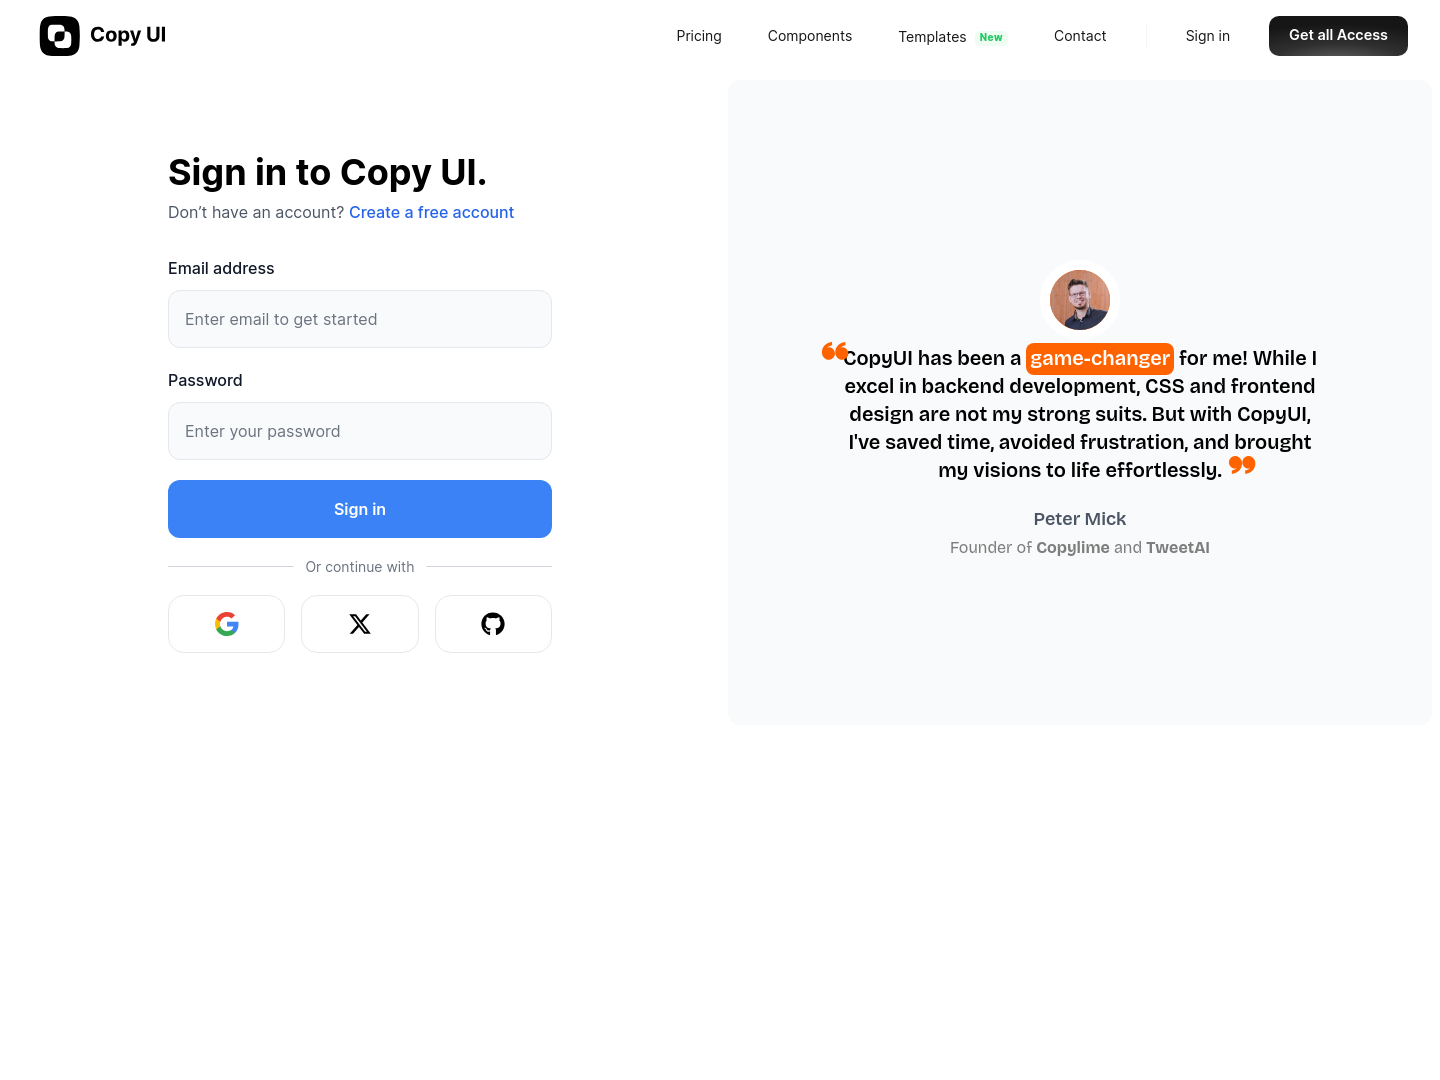 Copy UI
Pricing
Components
Templates New
Contact
Sign in
Get all Access
Sign in to Copy UI.
Don’t have an account? Create a free account
Email address
Enter email to get started
Password
Enter your password
Sign in
Or continue with
“CopyUI has been a game-changer for me! While I
excel in backend development, CSS and frontend
design are not my strong suits. But with CopyUI,
I've saved time, avoided frustration, and brought
my visions to life effortlessly. ”
Peter Mick
Founder of Copylime and TweetAI